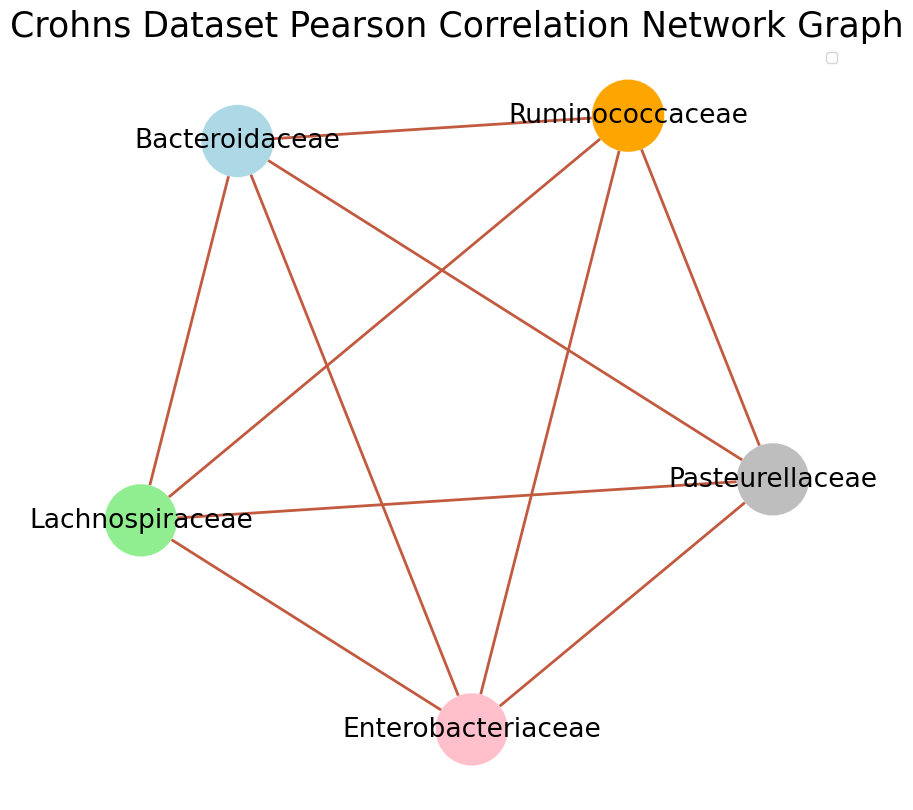 Crohns Dataset Pearson Correlation Network Graph
Ruminococcaceae
Bacteroidaceae
Pasteurellaceae
Lachnospiraceae
Enterobacteriaceae